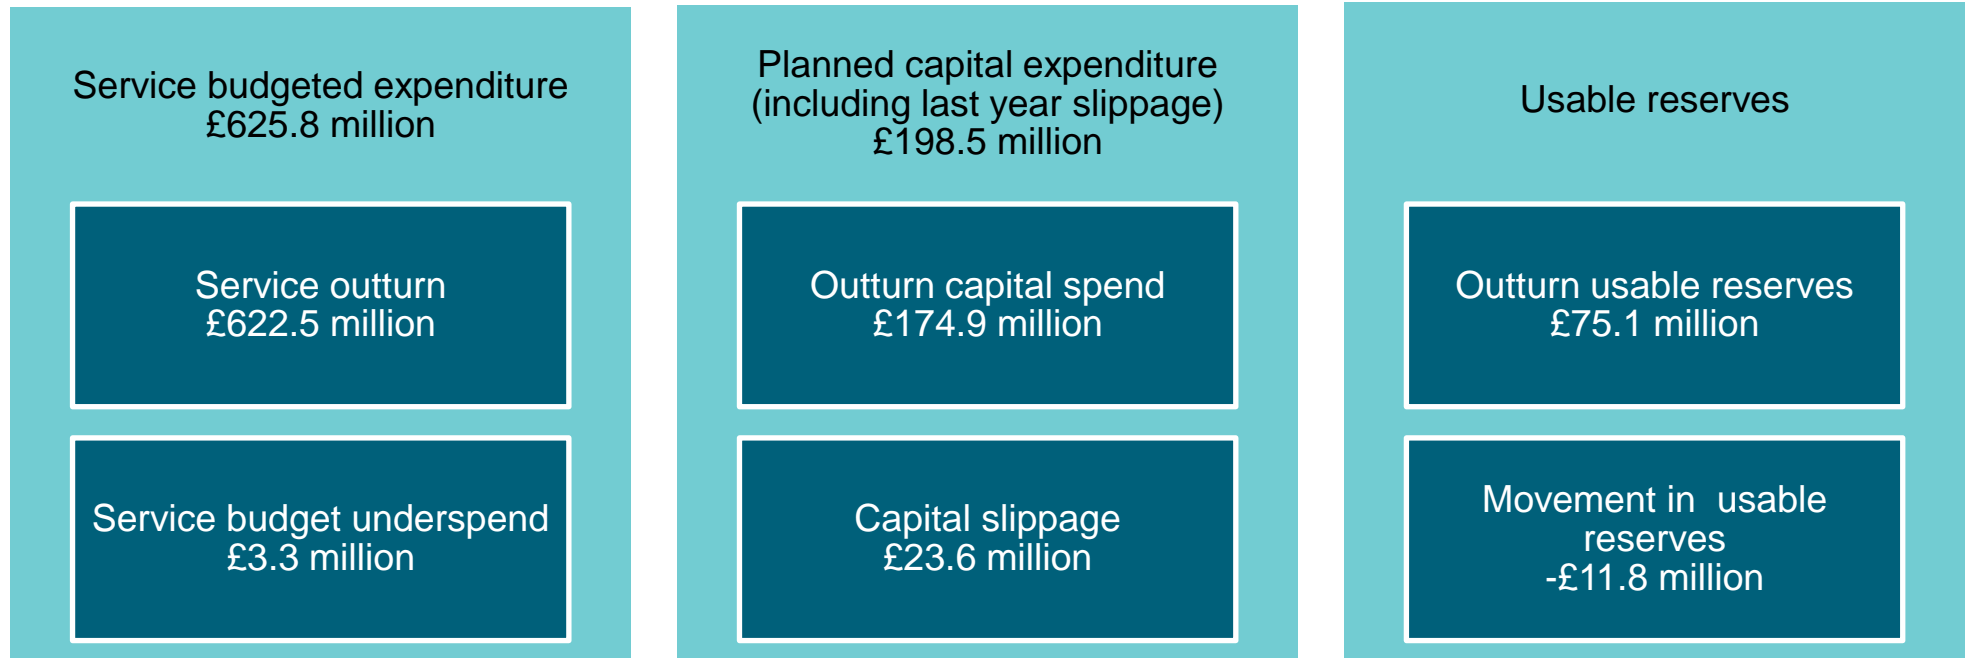 Service budgeted expenditure
£625.8 million
Service outturn
£622.5 million
Service budget underspend
£3.3 million
Planned capital expenditure
(including last year slippage)
£198.5 million
Outturn capital spend
£174.9 million
Capital slippage
£23.6 million
Usable reserves
Outturn usable reserves
£75.1 million
Movement in  usable
reserves
-£11.8 million